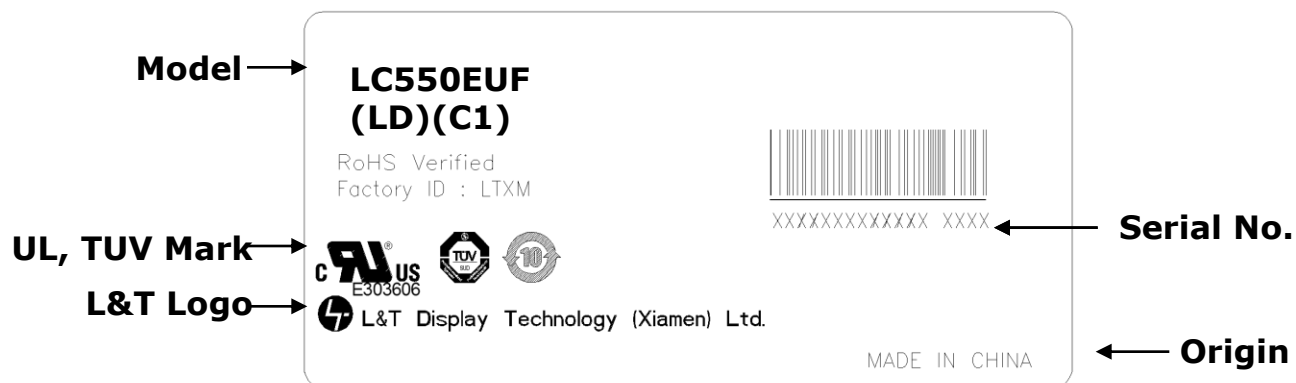 Model
LC550EUF
(LD)(C1)
RoHS Verified
Factory ID : LTXM
XXXXXXXXXXXXX XXXX
Serial No.
UL, TUV Mark
C US ®
E303606
TUV
SUD
10
L&T Logo
L&T Display Technology (Xiamen) Ltd.
MADE IN CHINA
Origin